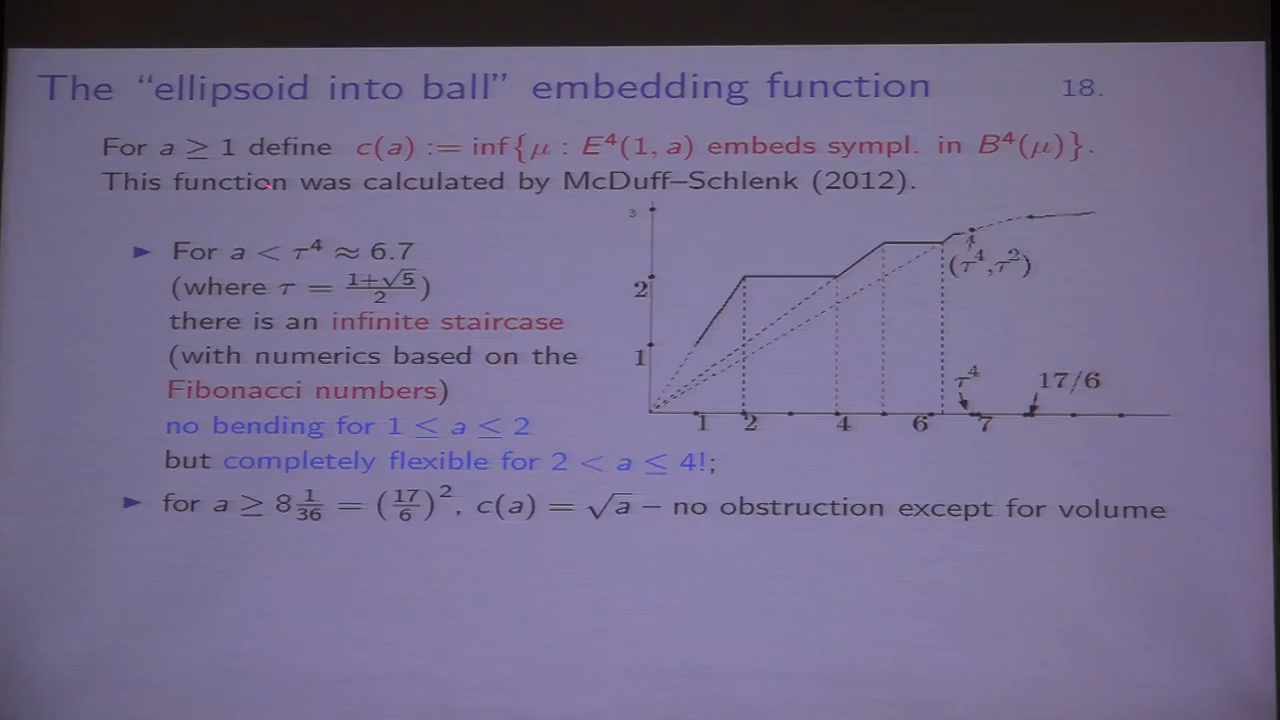 The “ellipsoid into ball” embedding function 18.
For a ≥ 1 define c(a) := inf{μ : E⁴(1, a) embeds sympl. in B⁴(μ)}.
This function was calculated by McDuff–Schlenk (2012).
► For a < τ⁴ ≈ 6.7
(where τ = (1+√5)/2)
there is an infinite staircase
(with numerics based on the
Fibonacci numbers)
no bending for 1 ≤ a ≤ 2
but completely flexible for 2 < a ≤ 4!;
► for a ≥ 8 1/36 = (17/6)², c(a) = √a – no obstruction except for volume
3
2
1
(τ⁴,τ²)
τ⁴
17/6
1 2 4 6 7